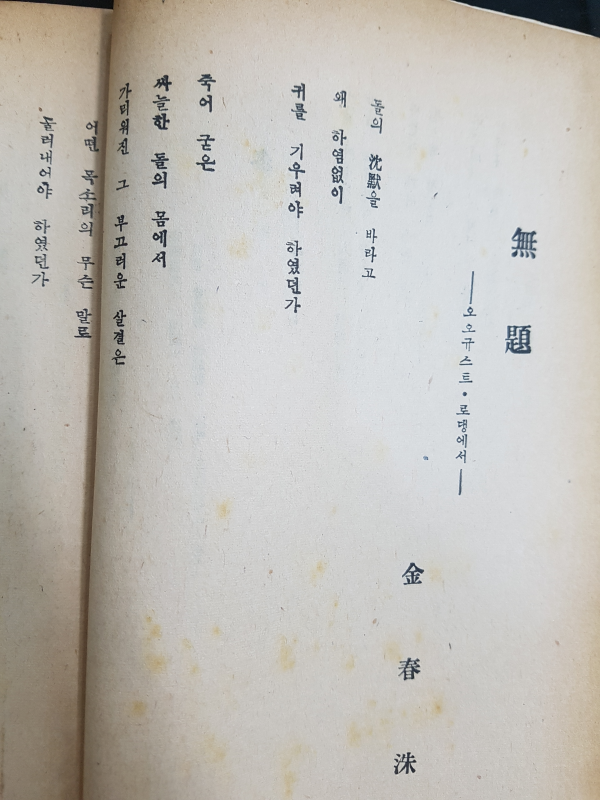 無題
――오오규스트·로댕에서――
金春洙
돌의 沈默을 바라고
왜 하염없이
귀를 기우려야 하였던가
죽어 굳은
싸늘한 돌의 몸에서
가티워진 그 부끄러운 살결은
어떤 목소리의 무슨 말로
돌려내어야 하였던가